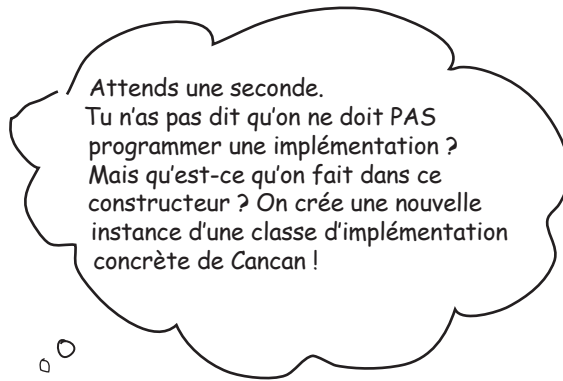 Attends une seconde.
Tu n'as pas dit qu'on ne doit PAS
programmer une implémentation ?
Mais qu'est-ce qu'on fait dans ce
constructeur ? On crée une nouvelle
instance d'une classe d'implémentation
concrète de Cancan !